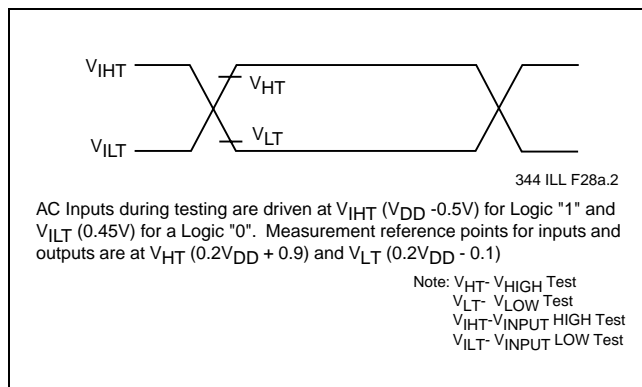 VIHT
VHT
VLT
VILT
344 ILL F28a.2
AC Inputs during testing are driven at VIHT (VDD -0.5V) for Logic "1" and
VILT (0.45V) for a Logic "0". Measurement reference points for inputs and
outputs are at VHT (0.2VDD + 0.9) and VLT (0.2VDD - 0.1)
Note: VHT- VHIGH Test
VLT- VLOW Test
VIHT-VINPUT HIGH Test
VILT- VINPUT LOW Test